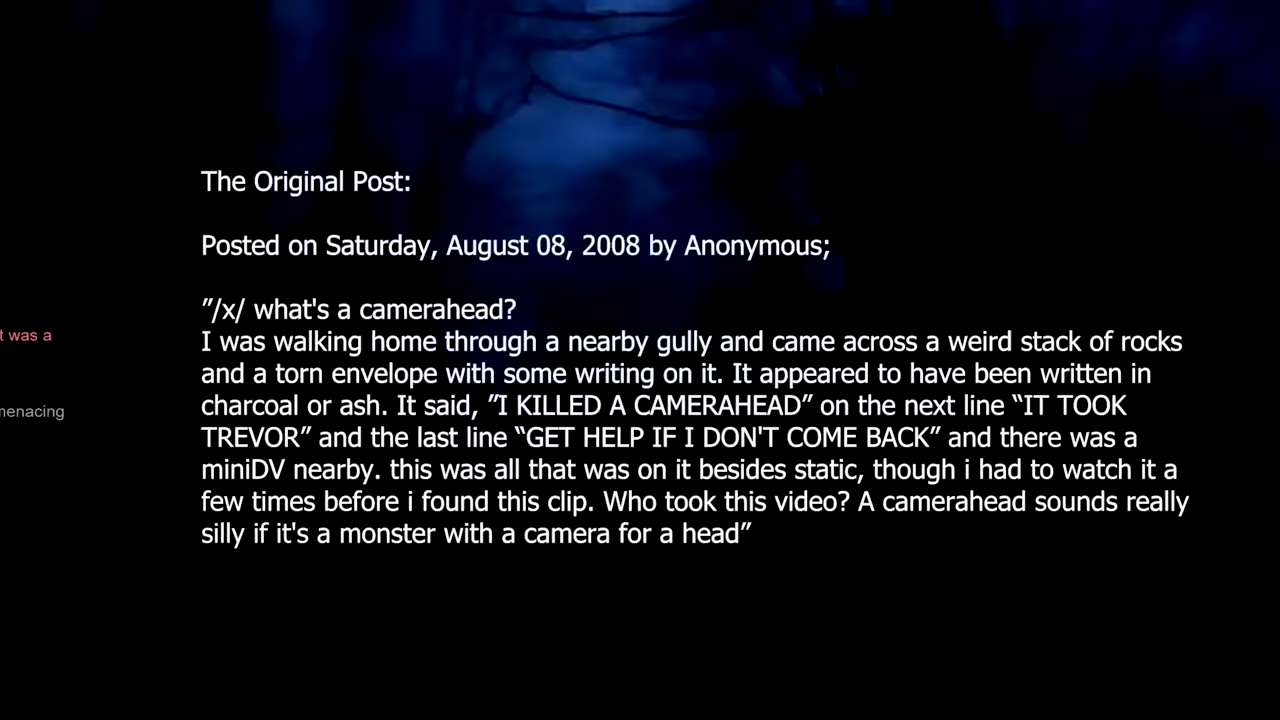 The Original Post:
Posted on Saturday, August 08, 2008 by Anonymous;
”/x/ what's a camerahead?
I was walking home through a nearby gully and came across a weird stack of rocks
t was a
and a torn envelope with some writing on it. It appeared to have been written in
charcoal or ash. It said, ”I KILLED A CAMERAHEAD” on the next line “IT TOOK
menacing
TREVOR” and the last line “GET HELP IF I DON'T COME BACK” and there was a
miniDV nearby. this was all that was on it besides static, though i had to watch it a
few times before i found this clip. Who took this video? A camerahead sounds really
silly if it's a monster with a camera for a head”